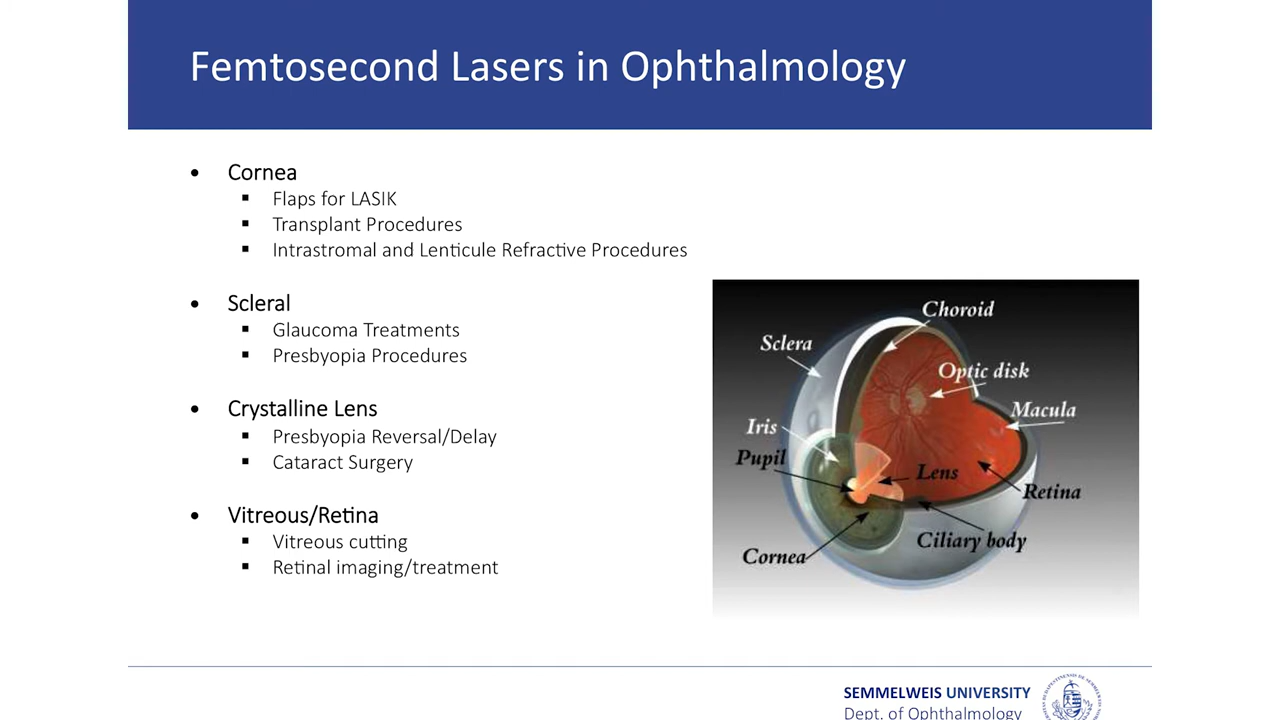 Femtosecond Lasers in Ophthalmology
• Cornea
▪ Flaps for LASIK
▪ Transplant Procedures
▪ Intrastromal and Lenticule Refractive Procedures
• Scleral
▪ Glaucoma Treatments
▪ Presbyopia Procedures
• Crystalline Lens
▪ Presbyopia Reversal/Delay
▪ Cataract Surgery
• Vitreous/Retina
▪ Vitreous cutting
▪ Retinal imaging/treatment
Choroid
Sclera
Optic disk
Macula
Iris
Pupil
Lens
Retina
Ciliary body
Cornea
SEMMELWEIS UNIVERSITY
Dept. of Ophthalmology